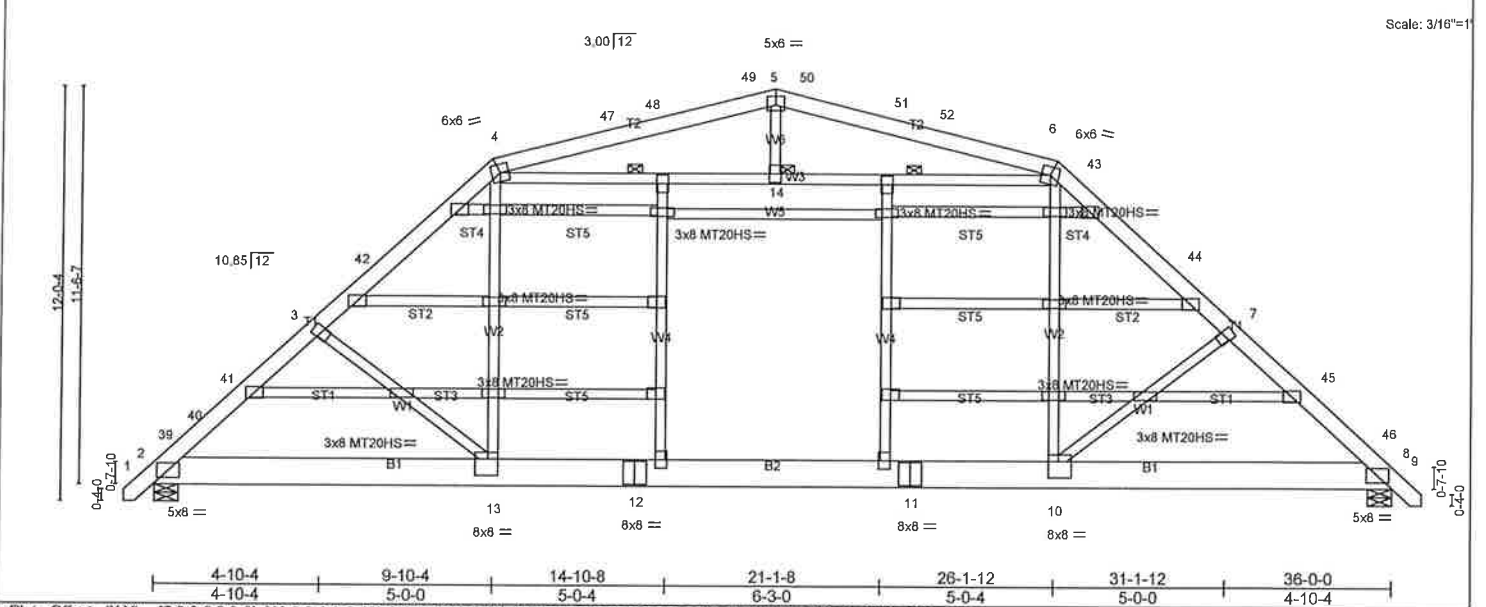 Scale: 3/16"=1'
3,00 12
5x6 =
49 5 50
47 48
51 52
T2
T2
6x6 =
4
W6
6
6x6 =
43
W3
14
3x8 MT20HS=
W5
3x8 MT20HS=
3x8 MT20HS=
ST4
ST5
3x8 MT20HS=
ST5
ST4
10,85 12
42
44
12-0-4
11-6-7
3x8 MT20HS=
3x8 MT20HS=
3
ST2
ST5
ST5
ST2
7
W2
W4
W4
W2
41
3x8 MT20HS=
3x8 MT20HS=
45
ST1
W1
ST3
ST5
ST5
ST3
W1
ST1
40
39
3x8 MT20HS=
3x8 MT20HS=
46
1 2
B1
B2
B1
8 9
0-4-0
0-7-10
0-7-10
0-4-0
5x8 =
13
12
11
10
5x8 =
8x8 =
8x8 =
8x8 =
8x8 =
4-10-4 9-10-4 14-10-8 21-1-8 26-1-12 31-1-12 36-0-0
4-10-4 5-0-0 5-0-4 6-3-0 5-0-4 5-0-0 4-10-4